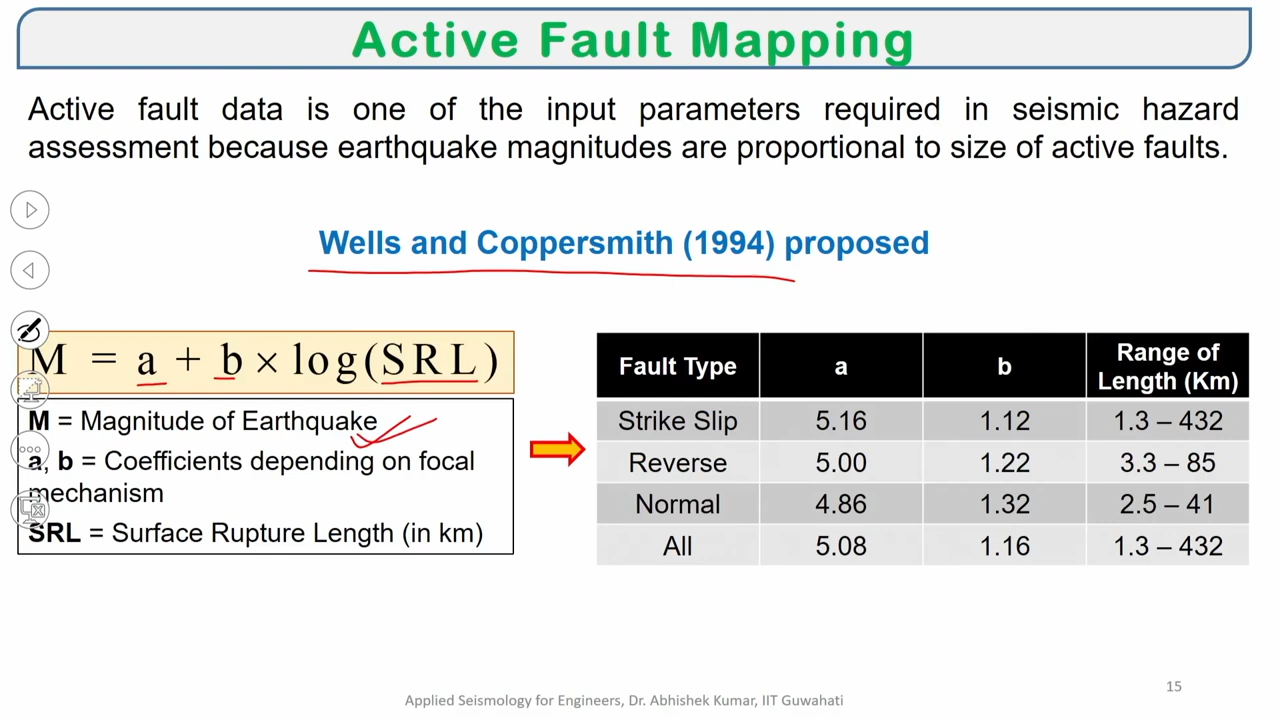 Active Fault Mapping
Active fault data is one of the input parameters required in seismic hazard
assessment because earthquake magnitudes are proportional to size of active faults.
Wells and Coppersmith (1994) proposed
M = a + b × log(SRL)
M = Magnitude of Earthquake
a, b = Coefficients depending on focal
mechanism
SRL = Surface Rupture Length (in km)
Fault Type a b Range of Length (Km)
Strike Slip 5.16 1.12 1.3 – 432
Reverse 5.00 1.22 3.3 – 85
Normal 4.86 1.32 2.5 – 41
All 5.08 1.16 1.3 – 432
15
Applied Seismology for Engineers, Dr. Abhishek Kumar, IIT Guwahati